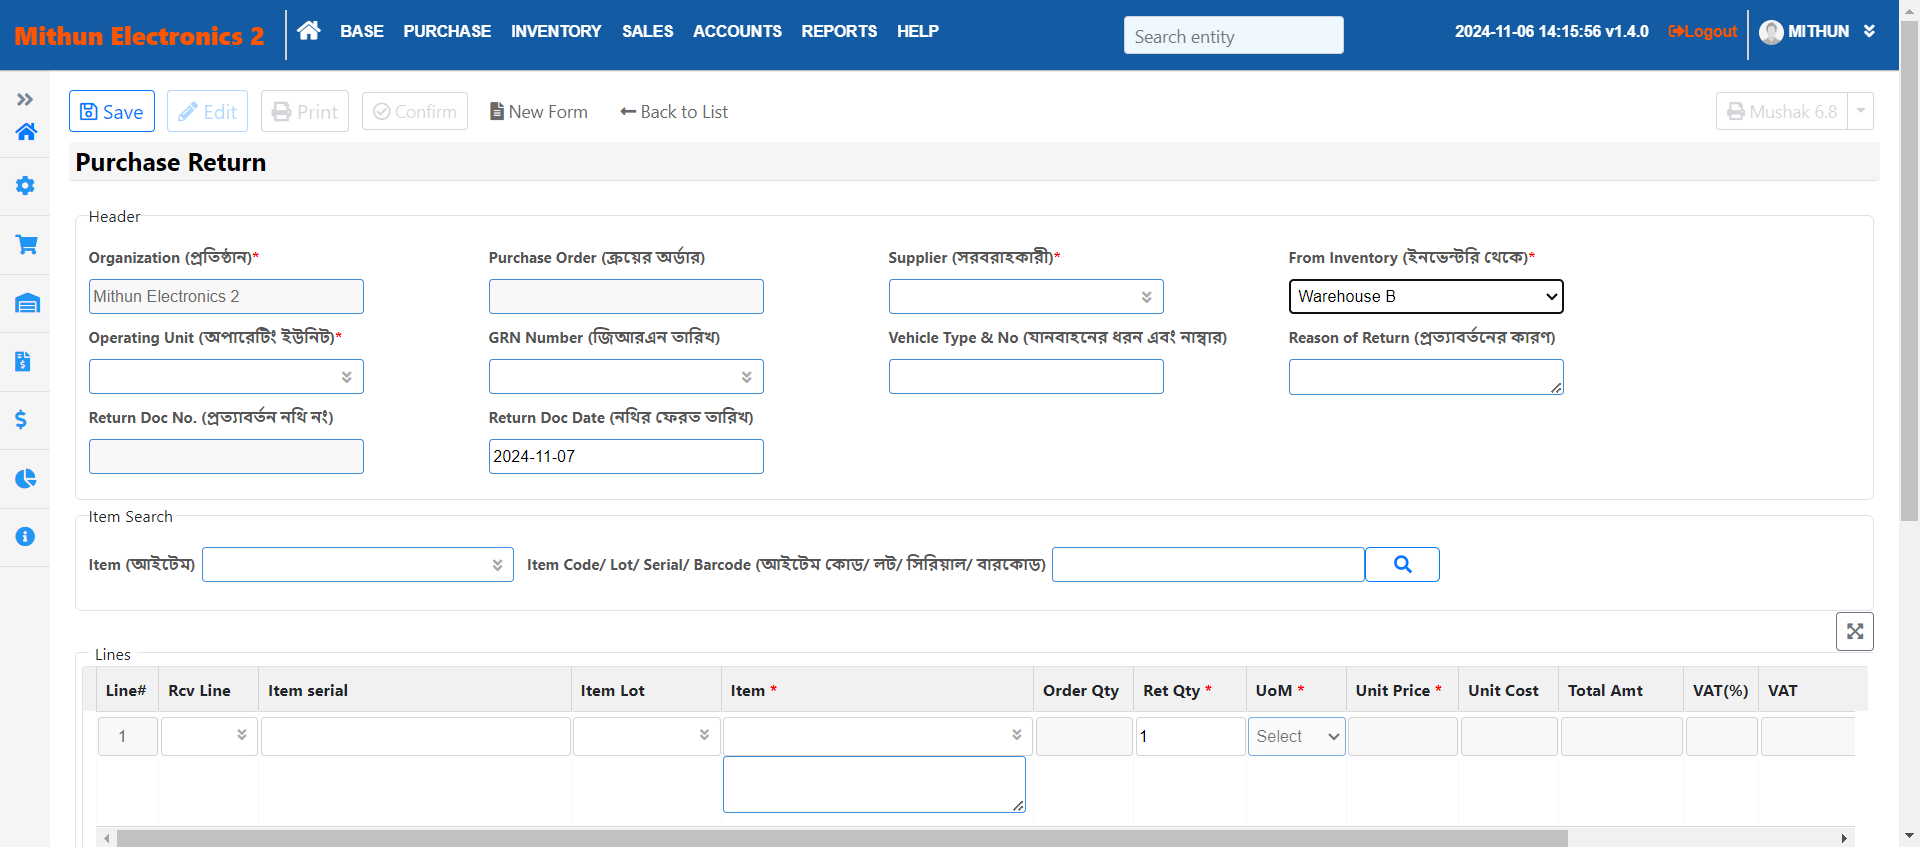 Mithun Electronics 2
BASE PURCHASE INVENTORY SALES ACCOUNTS REPORTS HELP
Search entity
2024-11-06 14:15:56 v1.4.0
Logout
MITHUN
Save Edit Print Confirm New Form Back to List
Mushak 6.8
Purchase Return
Header
Organization (প্রতিষ্ঠান)* Purchase Order (ক্রয়ের অর্ডার) Supplier (সরবরাহকারী)* From Inventory (ইনভেন্টরি থেকে)*
Mithun Electronics 2 Warehouse B
Operating Unit (অপারেটিং ইউনিট)* GRN Number (জিআরএন তারিখ) Vehicle Type & No (যানবাহনের ধরন এবং নাম্বার) Reason of Return (প্রত্যাবর্তনের কারণ)
Return Doc No. (প্রত্যাবর্তন নথি নং) Return Doc Date (নথির ফেরত তারিখ)
2024-11-07
Item Search
Item (আইটেম) Item Code/ Lot/ Serial/ Barcode (আইটেম কোড/ লট/ সিরিয়াল/ বারকোড)
Lines
Line# Rcv Line Item serial Item Lot Item * Order Qty Ret Qty * UoM * Unit Price * Unit Cost Total Amt VAT(%) VAT
1 1 Select